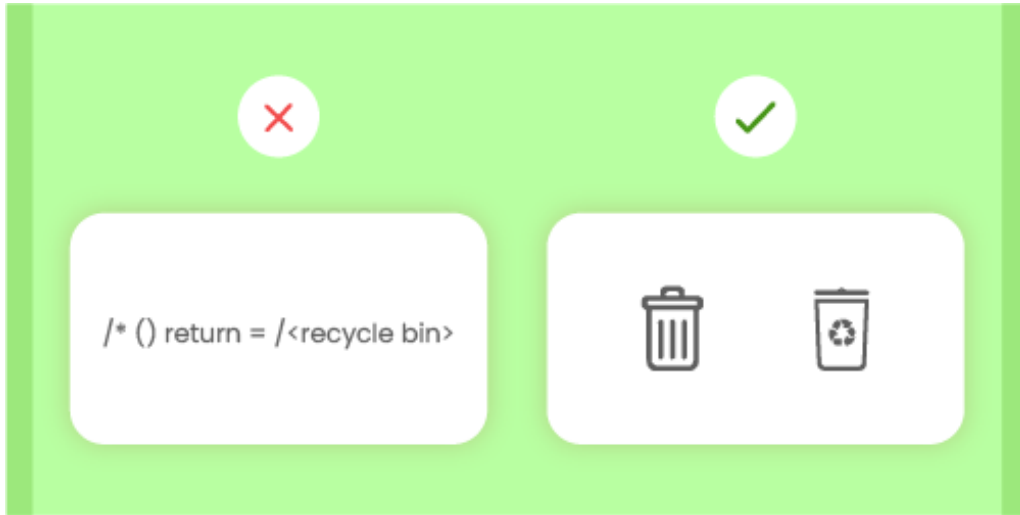 /* () return = /<recycle bin>